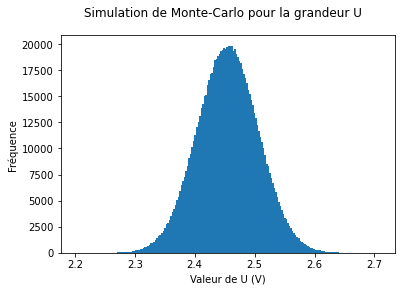 Simulation de Monte-Carlo pour la grandeur U
20000
17500
15000
12500
10000
7500
5000
2500
0
Fréquence
2.2 2.3 2.4 2.5 2.6 2.7
Valeur de U (V)